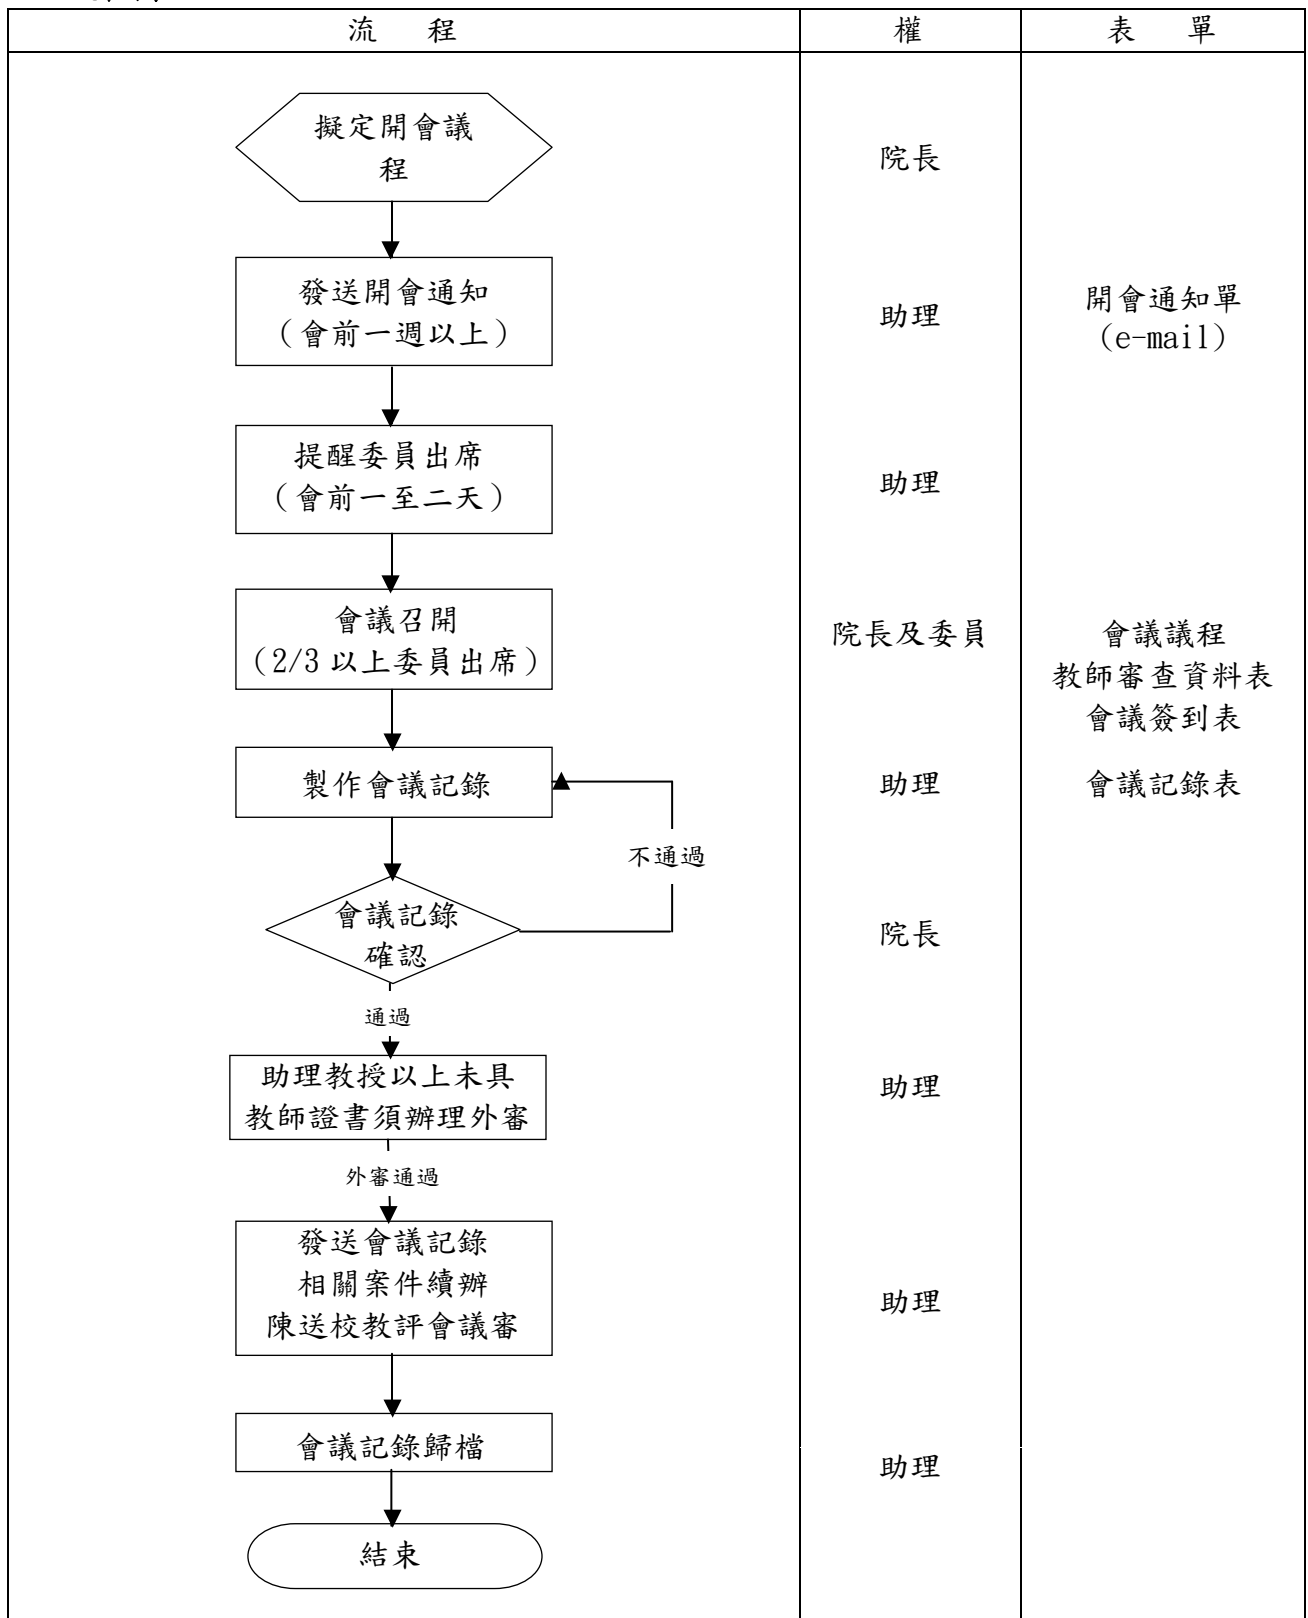 流 程
權
表 單
擬定開會議
程
院長
發送開會通知
(會前一週以上)
助理
開會通知單
(e-mail)
提醒委員出席
(會前一至二天)
助理
會議召開
(2/3 以上委員出席)
院長及委員
會議議程
教師審查資料表
會議簽到表
製作會議記錄
助理
會議記錄表
不通過
會議記錄
確認
院長
通過
助理教授以上未具
教師證書須辦理外審
助理
外審通過
發送會議記錄
相關案件續辦
陳送校教評會議審
助理
會議記錄歸檔
助理
結束